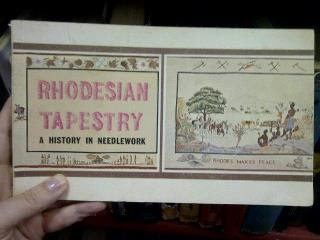 RHODESIAN
TAPESTRY
A HISTORY IN NEEDLEWORK
RHODES MAKES PEACE